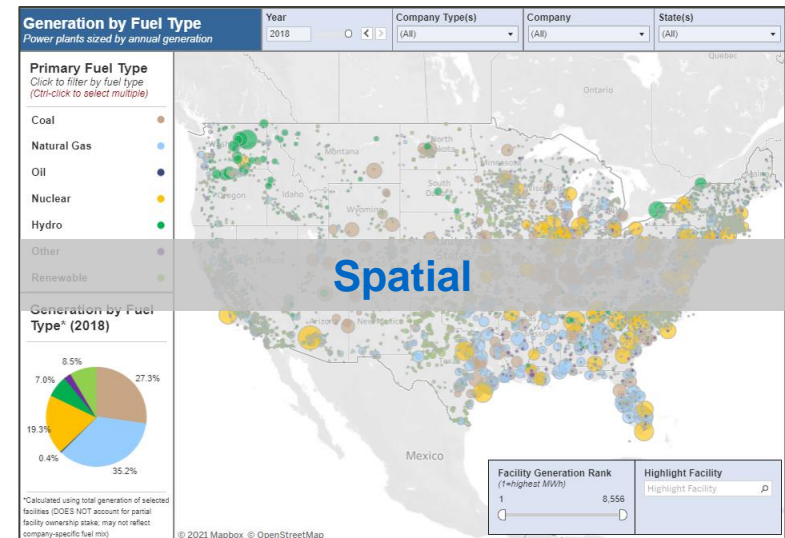 Generation by Fuel Type
Power plants sized by annual generation
Year
2018
Company Type(s)
(All)
Company
(All)
State(s)
(All)
Primary Fuel Type
Click to filter by fuel type
(Ctrl-click to select multiple)
Coal
Natural Gas
Oil
Nuclear
Hydro
Other
Renewable
Spatial
Generation by Fuel
Type* (2018)
8.5%
27.3%
7.0%
19.3%
0.4%
35.2%
*Calculated using total generation of selected
facilities (DOES NOT account for partial
facility ownership stake; may not reflect
company-specific fuel mix)
Quebec
Ontario
Montana
North
Minnesota
South
Oregon
Idaho
Wyoming
Arizona
New Mexico
Mexico
Facility Generation Rank
(1=highest MWh)
1
8,556
Highlight Facility
Highlight Facility
© 2021 Mapbox © OpenStreetMap